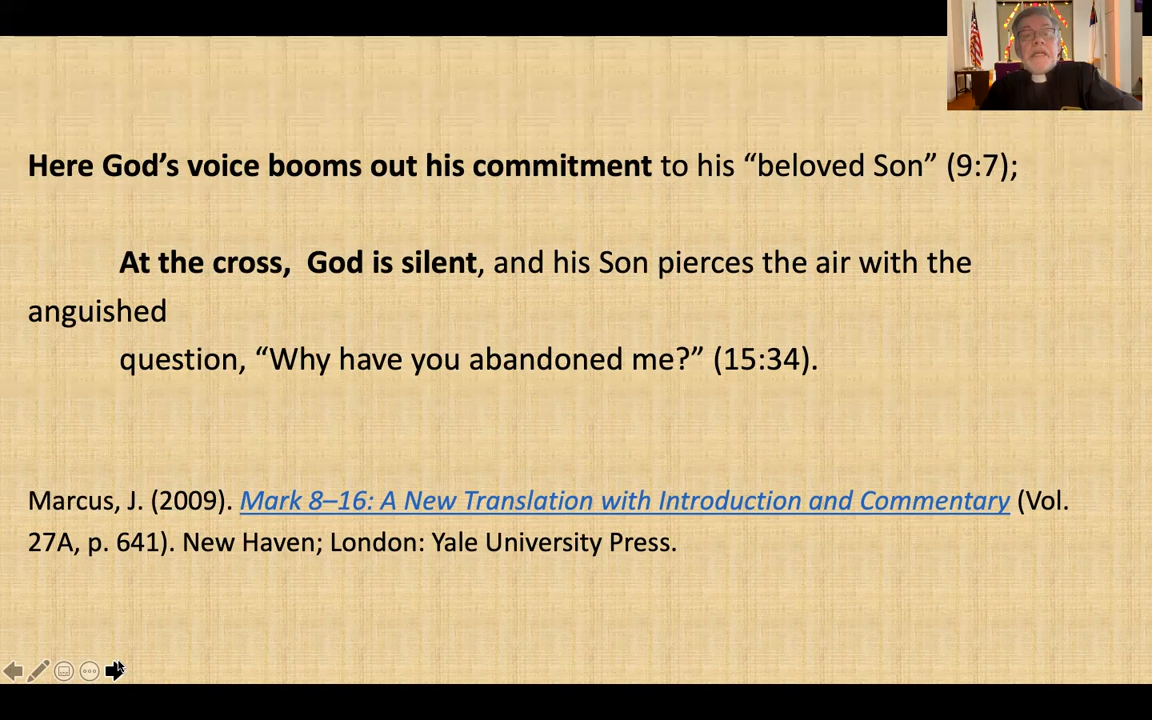 Here God’s voice booms out his commitment to his “beloved Son” (9:7);
At the cross,  God is silent, and his Son pierces the air with the
anguished
question, “Why have you abandoned me?” (15:34).
Marcus, J. (2009). Mark 8–16: A New Translation with Introduction and Commentary (Vol.
27A, p. 641). New Haven; London: Yale University Press.